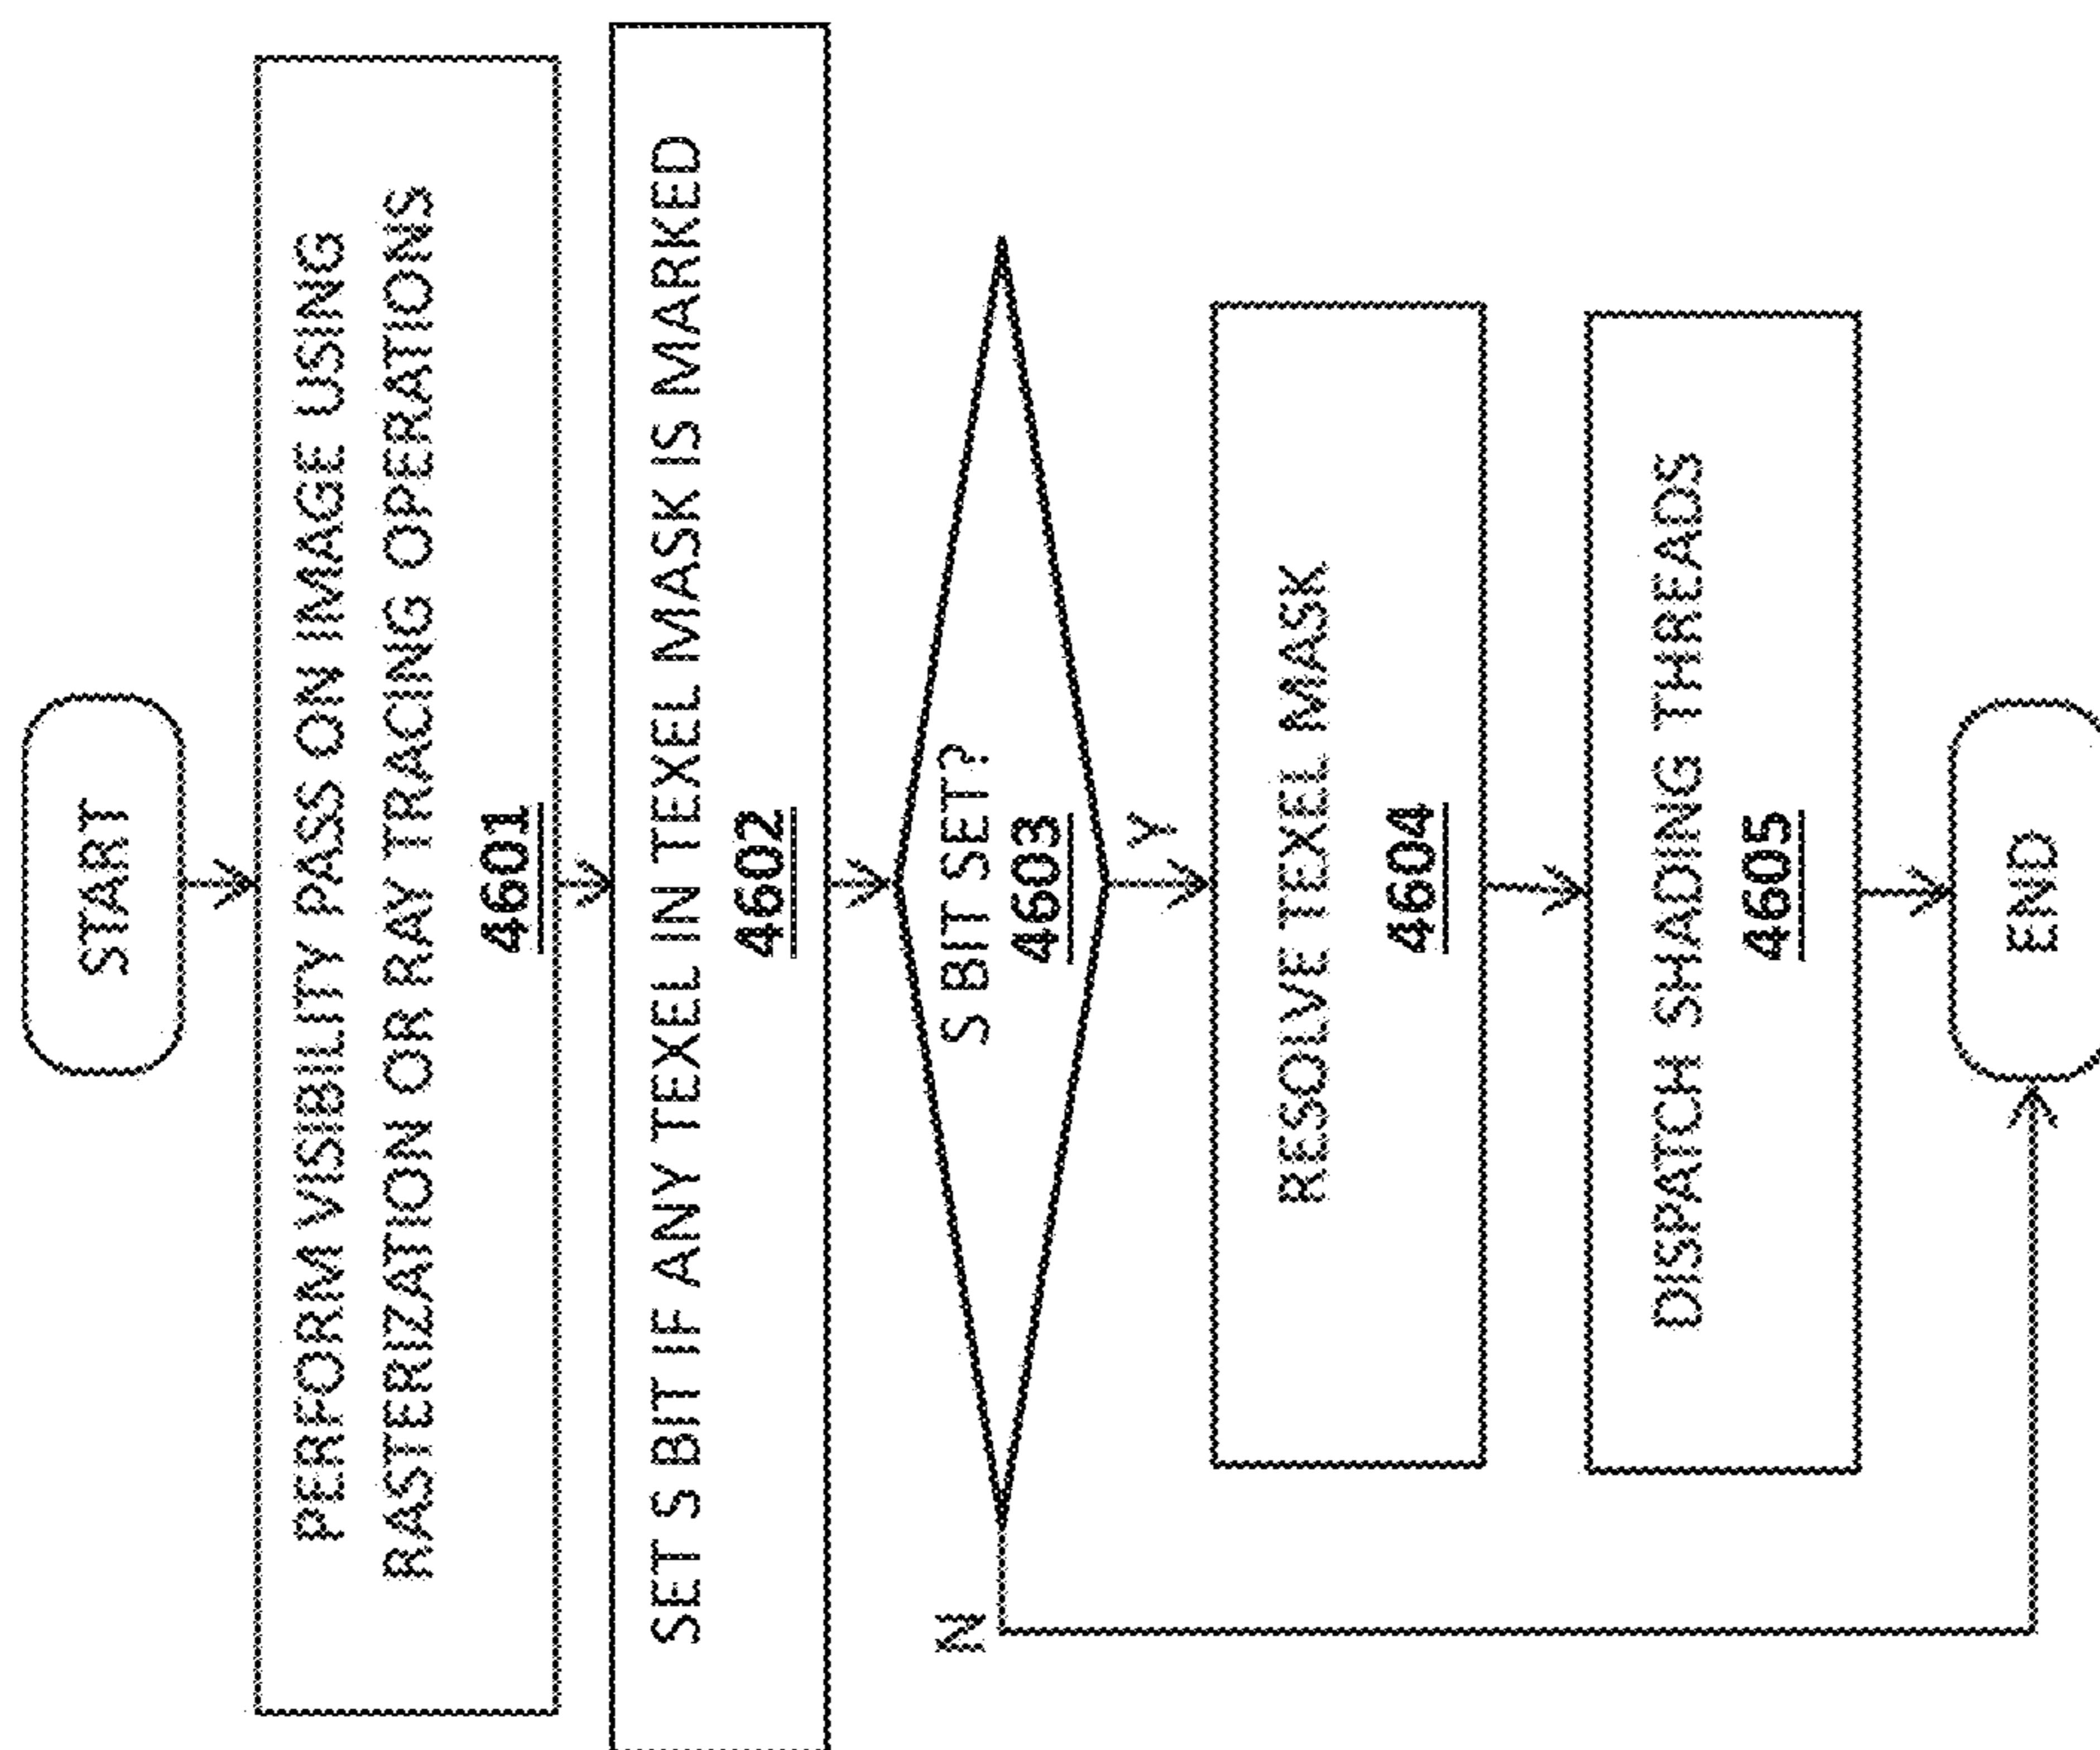 START
PERFORM VISIBILITY PASS ON IMAGE USING
RASTERIZATION OR RAY TRACING OPERATIONS
4601
SET S BIT IF ANY TEXEL IN TEXEL MASK IS MARKED
4602
S BIT SET?
4603
N
Y
RESOLVE TEXEL MASK
4604
DISPATCH SHADING THREADS
4605
END